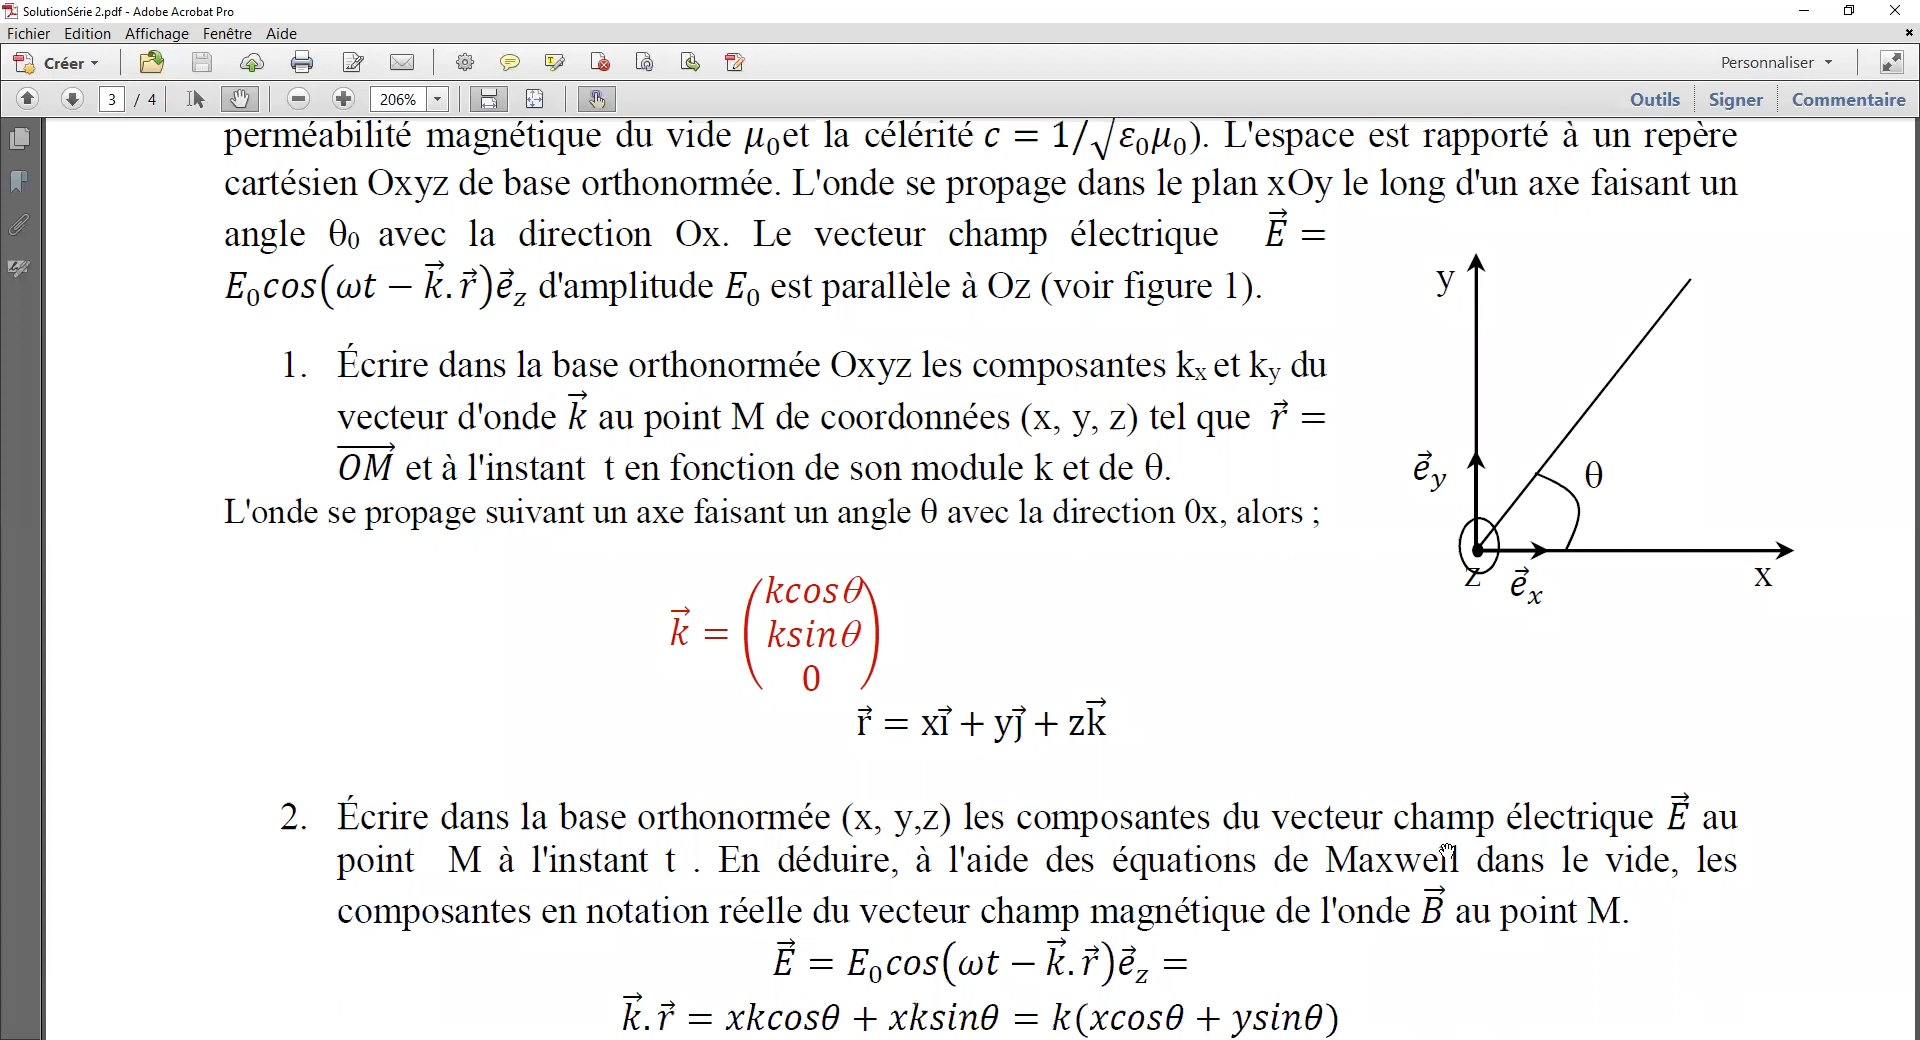 SolutionSérie 2.pdf - Adobe Acrobat Pro
Fichier Edition Affichage Fenêtre Aide
Créer
Personnaliser
3 / 4
206%
Outils Signer Commentaire
perméabilité magnétique du vide μ₀et la célérité c = 1/√ε₀μ₀). L'espace est rapporté à un repère
cartésien Oxyz de base orthonormée. L'onde se propage dans le plan xOy le long d'un axe faisant un
angle θ₀ avec la direction Ox. Le vecteur champ électrique E⃗ =
E₀cos(ωt − k⃗.r⃗)e⃗_z d'amplitude E₀ est parallèle à Oz (voir figure 1).
1. Écrire dans la base orthonormée Oxyz les composantes kₓ et k_y du
vecteur d'onde k⃗ au point M de coordonnées (x, y, z) tel que r⃗ =
O⃗M⃗ et à l'instant t en fonction de son module k et de θ.
L'onde se propage suivant un axe faisant un angle θ avec la direction 0x, alors ;
y
e⃗_y
θ
z
e⃗ₓ
x
k⃗ = (kcosθ
ksinθ
0)
r⃗ = xı⃗ + yȷ⃗ + zk⃗
2. Écrire dans la base orthonormée (x, y,z) les composantes du vecteur champ électrique E⃗ au
point M à l'instant t . En déduire, à l'aide des équations de Maxwell dans le vide, les
composantes en notation réelle du vecteur champ magnétique de l'onde B⃗ au point M.
E⃗ = E₀cos(ωt − k⃗.r⃗)e⃗_z =
k⃗.r⃗ = xkcosθ + xksinθ = k(xcosθ + ysinθ)